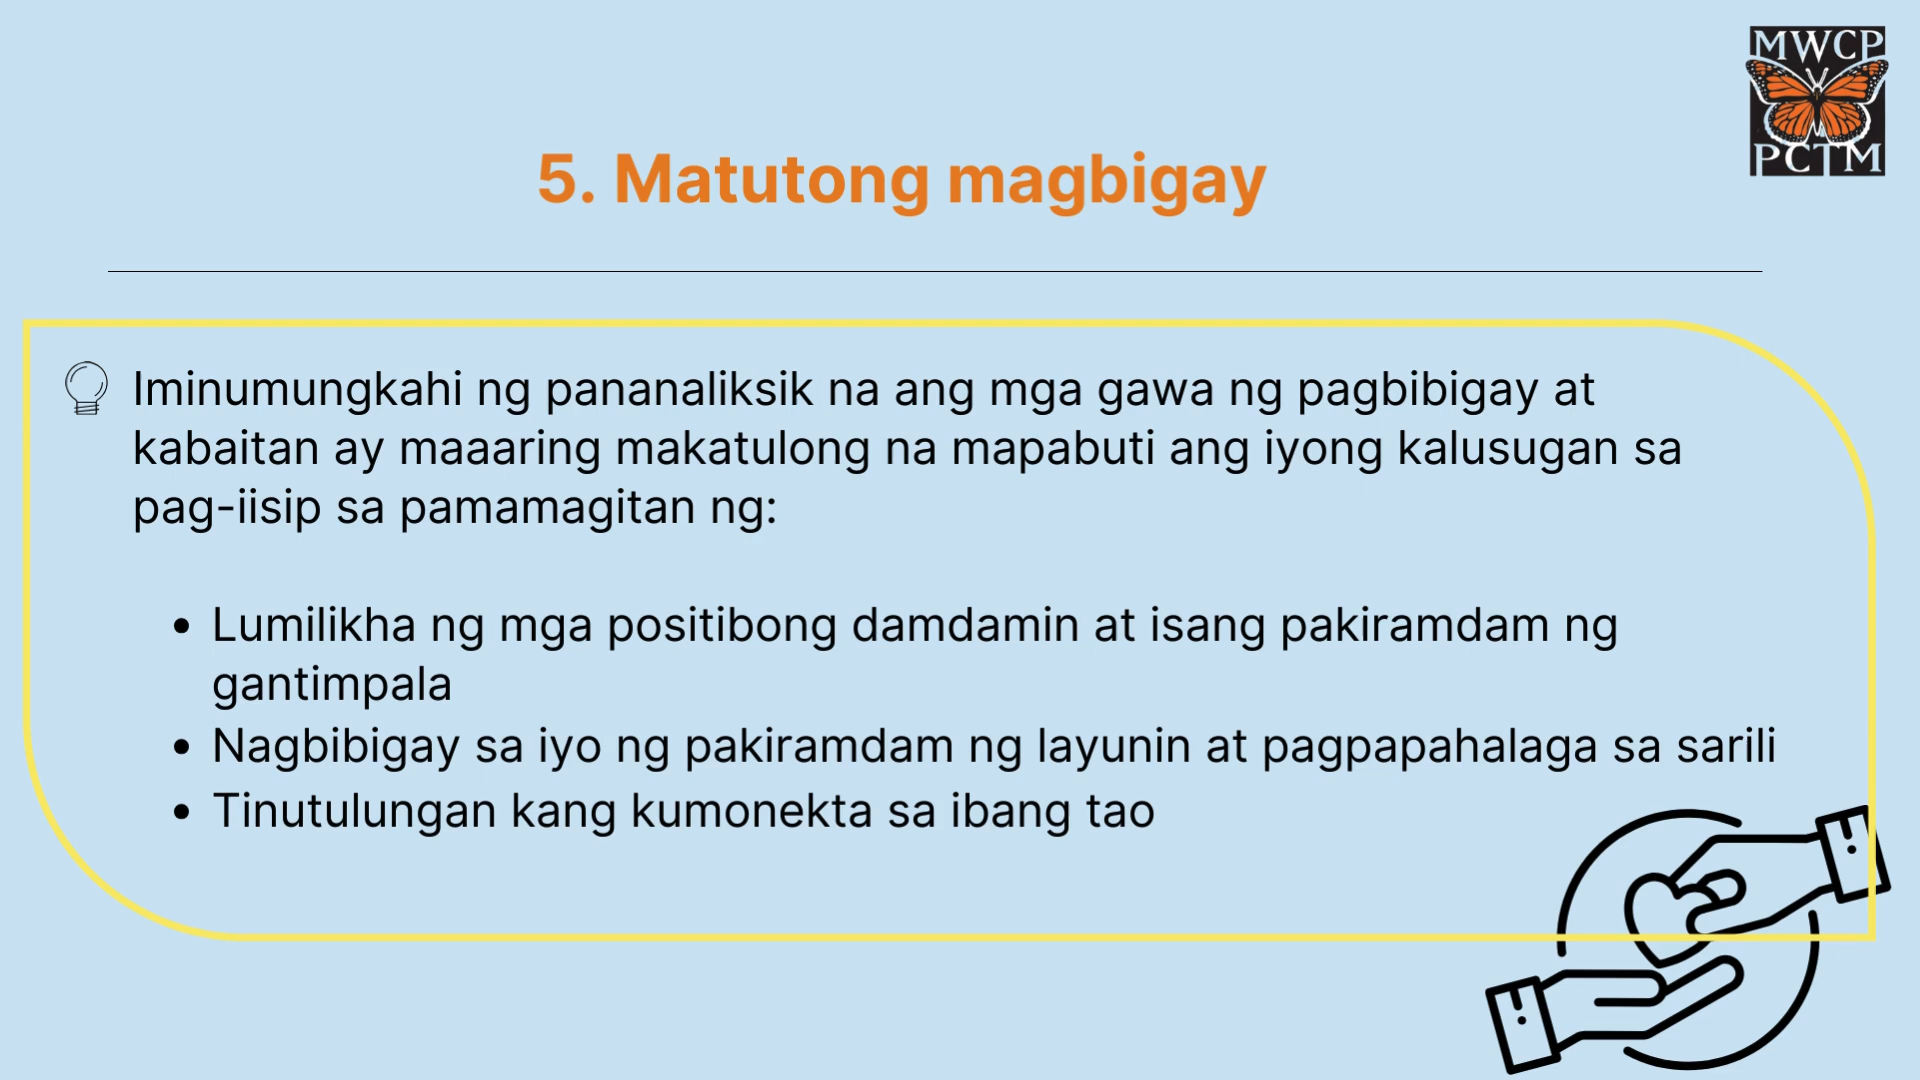 MWCP
PCTM
5. Matutong magbigay
Iminumungkahi ng pananaliksik na ang mga gawa ng pagbibigay at
kabaitan ay maaaring makatulong na mapabuti ang iyong kalusugan sa
pag-iisip sa pamamagitan ng:
• Lumilikha ng mga positibong damdamin at isang pakiramdam ng
gantimpala
• Nagbibigay sa iyo ng pakiramdam ng layunin at pagpapahalaga sa sarili
• Tinutulungan kang kumonekta sa ibang tao